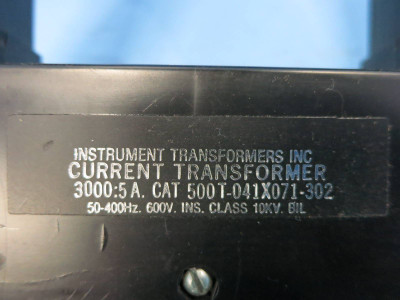 INSTRUMENT TRANSFORMERS INC
CURRENT TRANSFORMER
3000:5 A. CAT 500T-041X071-302
50-400Hz. 600V. INS. CLASS 10KV. BIL